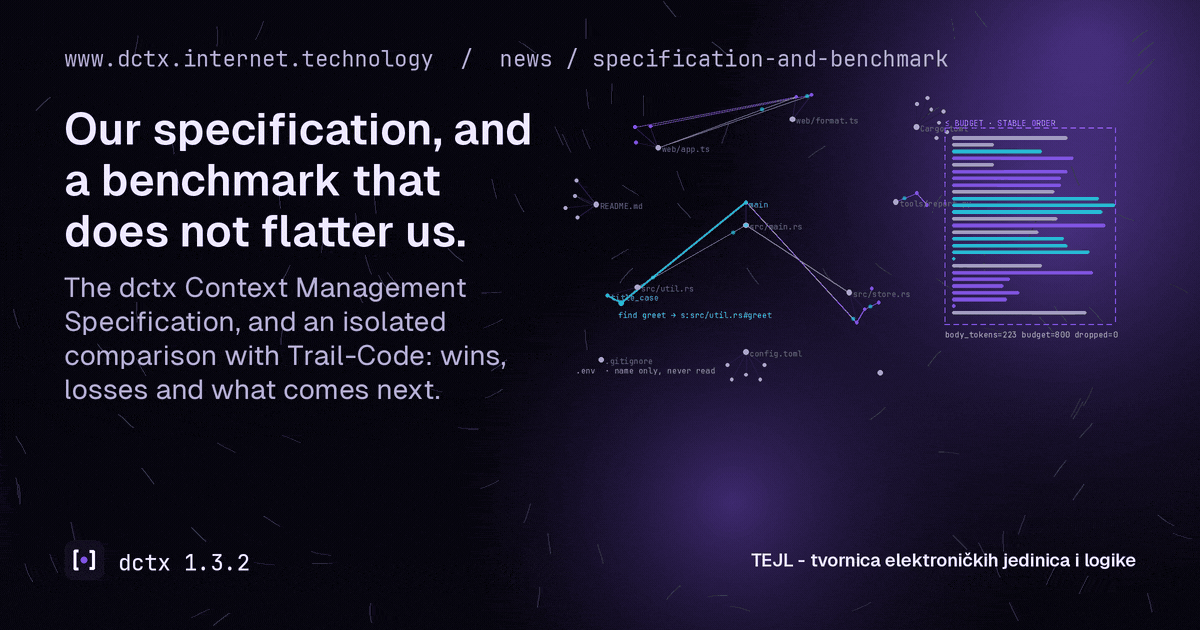 www.dctx.internet.technology / news / specification-and-benchmark
Our specification, and
a benchmark that
does not flatter us.
The dctx Context Management
Specification, and an isolated
comparison with Trail-Code: wins,
losses and what comes next.
web/format.ts
web/app.ts
README.md
main
src/main.rs
src/util.rs
title_case
find greet → s:src/util.rs#greet
src/store.rs
config.toml
.gitignore
.env · name only, never read
BUDGET · STABLE ORDER
body_tokens=223 budget=800 dropped=0
[•] dctx 1.3.2
TEJL - tvornica elektroničkih jedinica i logike